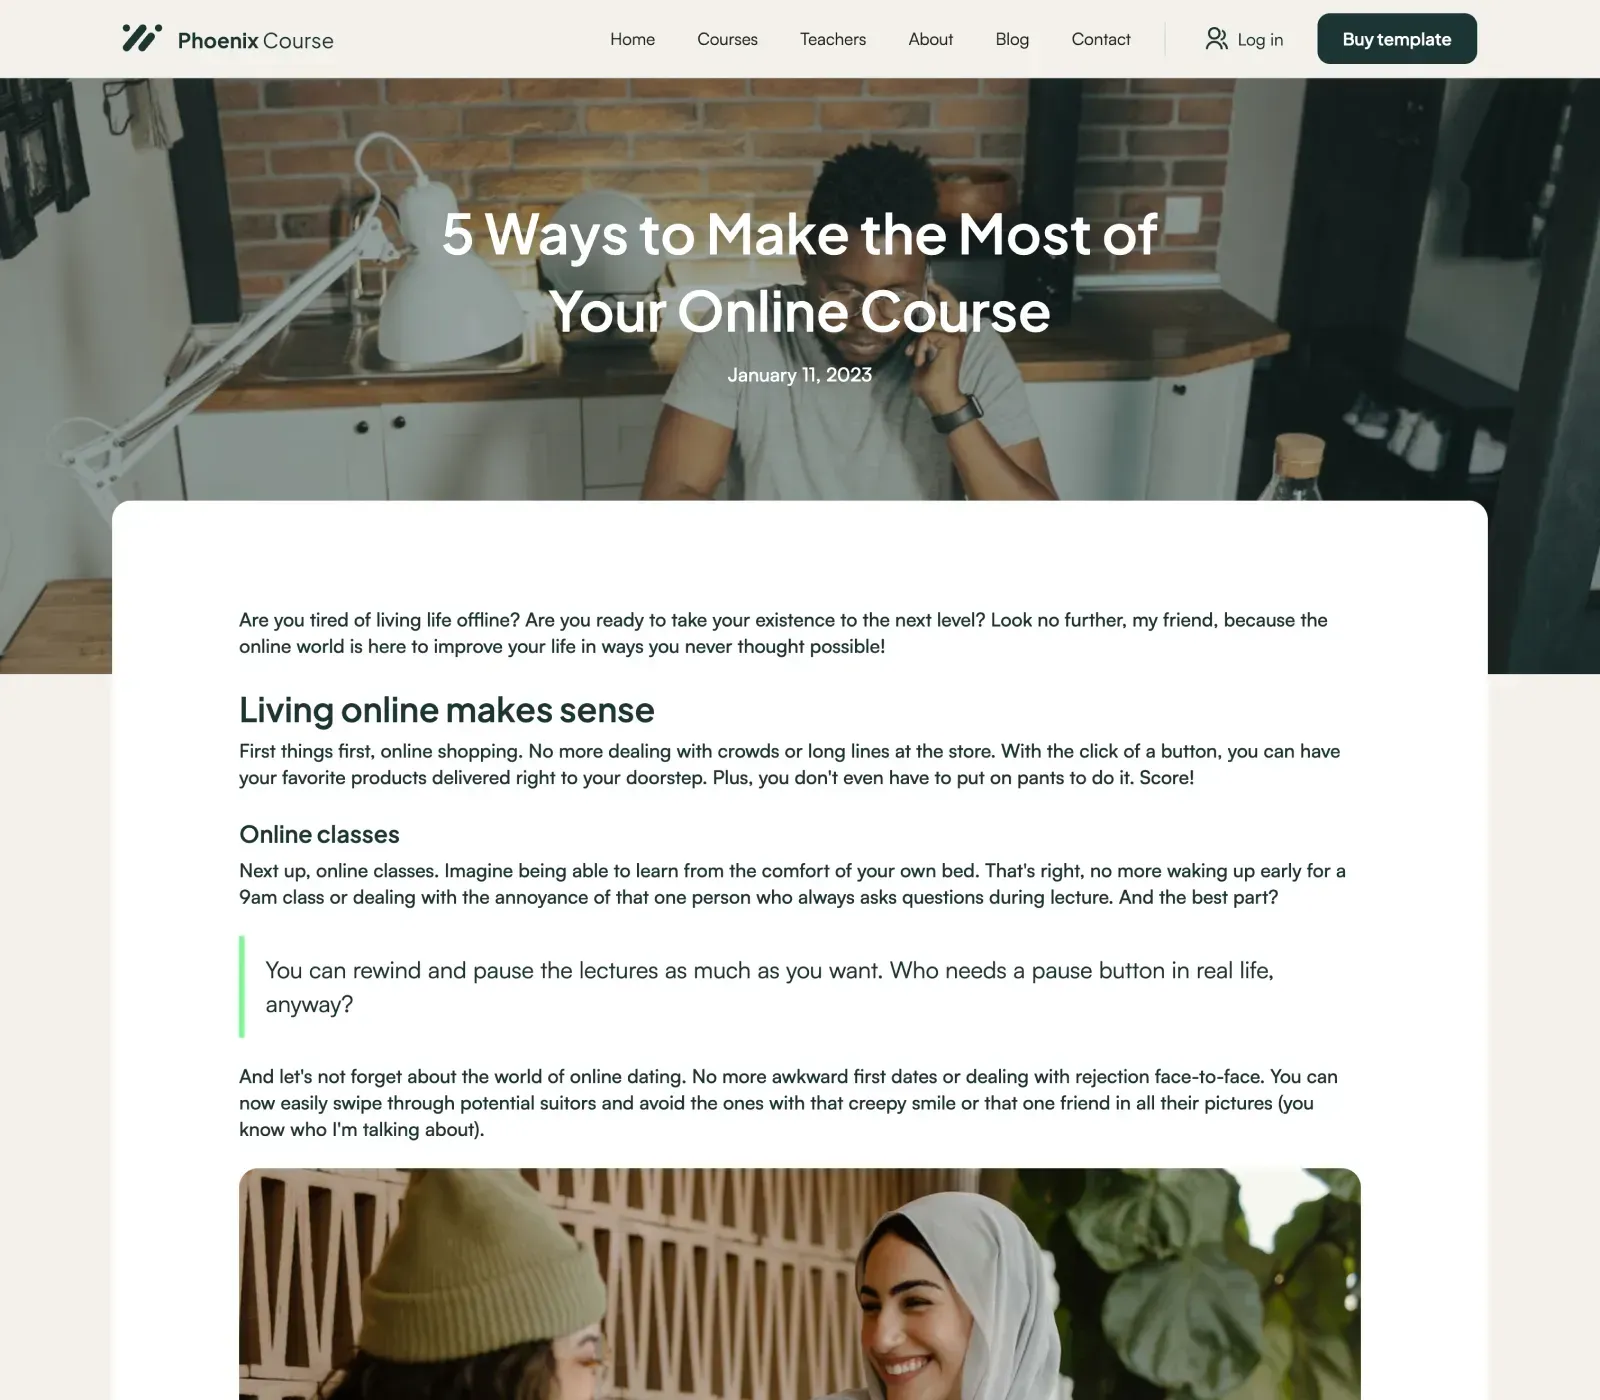 Phoenix Course
Home
Courses
Teachers
About
Blog
Contact
Log in
Buy template
5 Ways to Make the Most of
Your Online Course
January 11, 2023
Are you tired of living life offline? Are you ready to take your existence to the next level? Look no further, my friend, because the
online world is here to improve your life in ways you never thought possible!
Living online makes sense
First things first, online shopping. No more dealing with crowds or long lines at the store. With the click of a button, you can have
your favorite products delivered right to your doorstep. Plus, you don't even have to put on pants to do it. Score!
Online classes
Next up, online classes. Imagine being able to learn from the comfort of your own bed. That's right, no more waking up early for a
9am class or dealing with the annoyance of that one person who always asks questions during lecture. And the best part?
You can rewind and pause the lectures as much as you want. Who needs a pause button in real life,
anyway?
And let's not forget about the world of online dating. No more awkward first dates or dealing with rejection face-to-face. You can
now easily swipe through potential suitors and avoid the ones with that creepy smile or that one friend in all their pictures (you
know who I'm talking about).